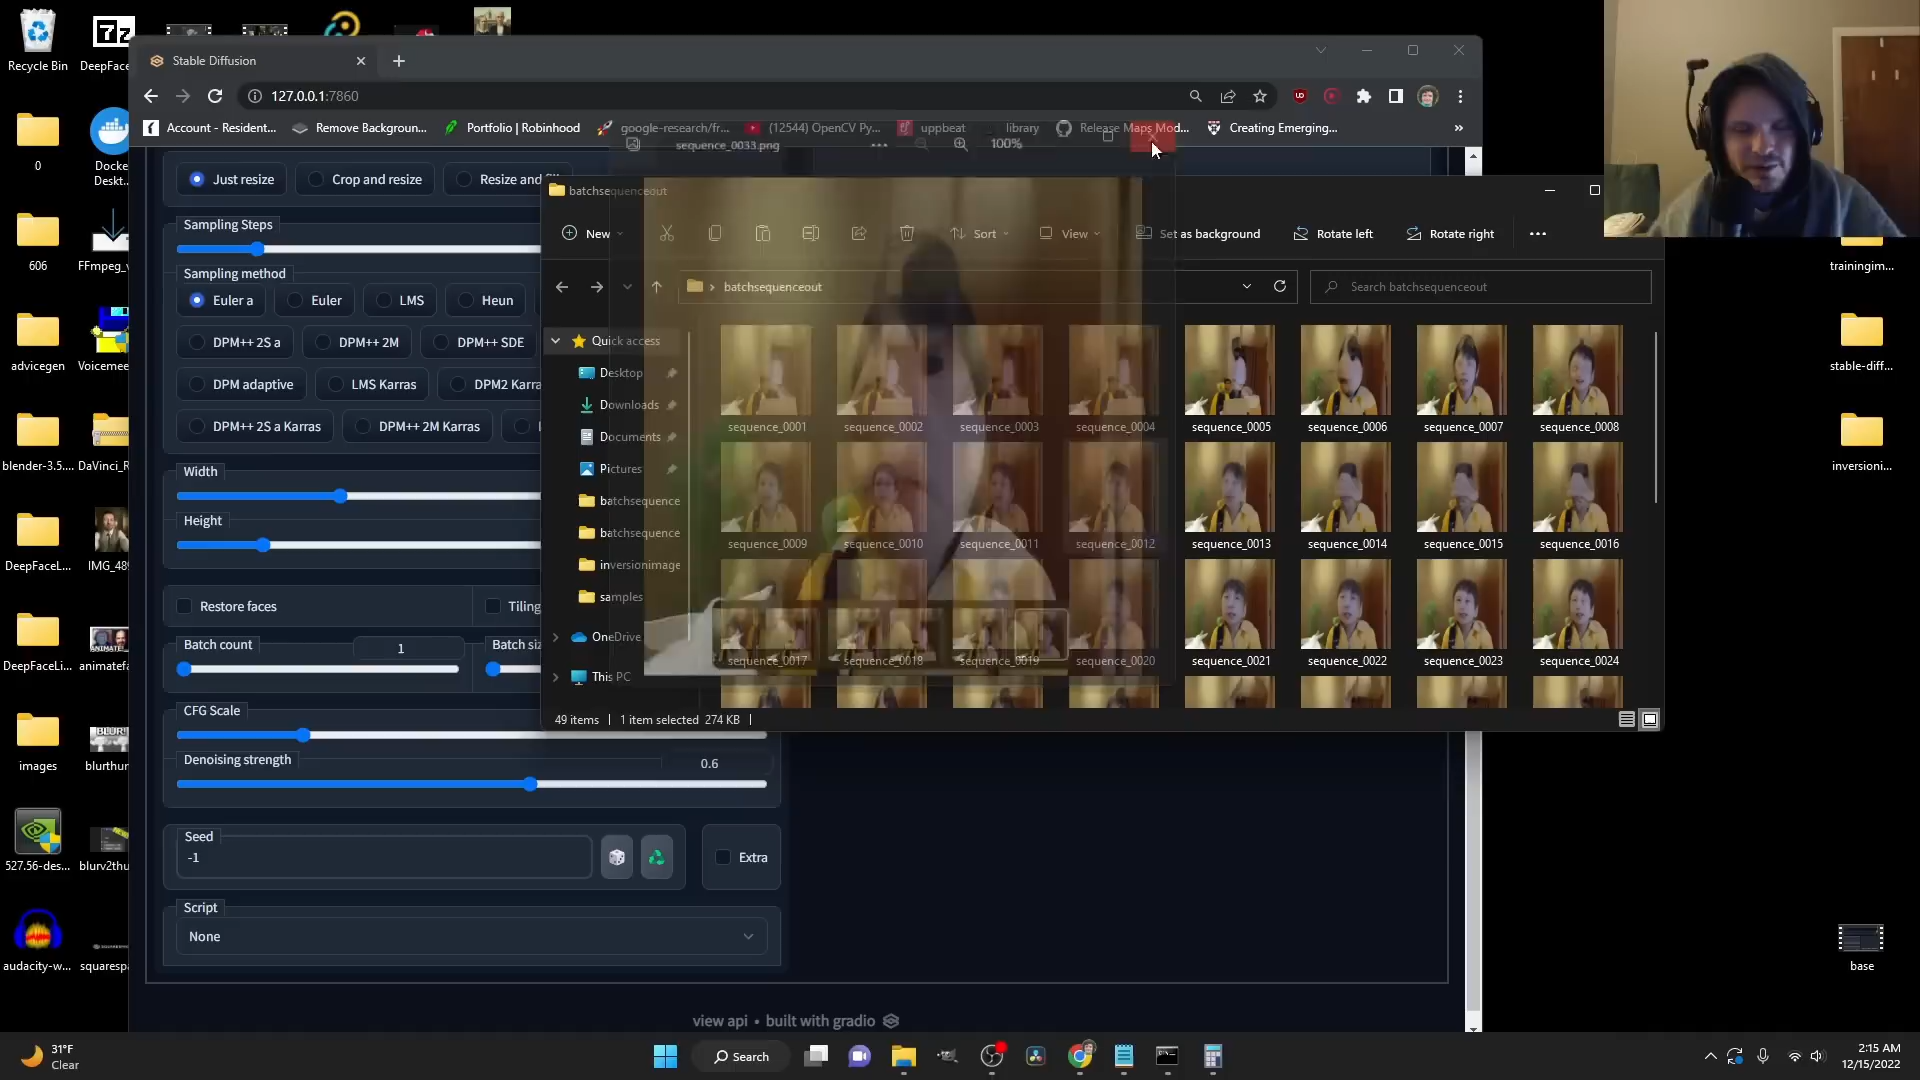 Recycle Bin
DeepFace
0
Docke
Deskt...
606
FFmpeg_v
advicegen
Voicemee
blender-3.5....
DaVinci_R
DeepFaceL...
IMG_489
DeepFaceLi...
animatefa
images
blurthur
527.56-des...
blurv2thu
audacity-w...
squarespa
Stable Diffusion
127.0.0.1:7860
Account - Resident...
Remove Backgroun...
Portfolio | Robinhood
google-research/fr...
(12544) OpenCV Py...
uppbeat
library
Release Maps Mod...
Creating Emerging...
sequence_0033.png
100%
Just resize
Crop and resize
Resize and fill
Sampling Steps
Sampling method
Euler a
Euler
LMS
Heun
DPM++ 2S a
DPM++ 2M
DPM++ SDE
DPM adaptive
LMS Karras
DPM2 Karra
DPM++ 2S a Karras
DPM++ 2M Karras
Width
Height
Restore faces
Tiling
Batch count
1
Batch siz
CFG Scale
Denoising strength
0.6
Seed
-1
Extra
Script
None
view api • built with gradio
batchsequenceout
New
Sort
View
Set as background
Rotate left
Rotate right
batchsequenceout
Search batchsequenceout
Quick access
Desktop
Downloads
Documents
Pictures
batchsequence
batchsequence
inversionimage
samples
OneDrive
This PC
sequence_0001
sequence_0002
sequence_0003
sequence_0004
sequence_0005
sequence_0006
sequence_0007
sequence_0008
sequence_0009
sequence_0010
sequence_0011
sequence_0012
sequence_0013
sequence_0014
sequence_0015
sequence_0016
sequence_0017
sequence_0018
sequence_0019
sequence_0020
sequence_0021
sequence_0022
sequence_0023
sequence_0024
49 items
1 item selected 274 KB
trainingim...
stable-diff...
inversioni...
base
31°F
Clear
Search
2:15 AM
12/15/2022